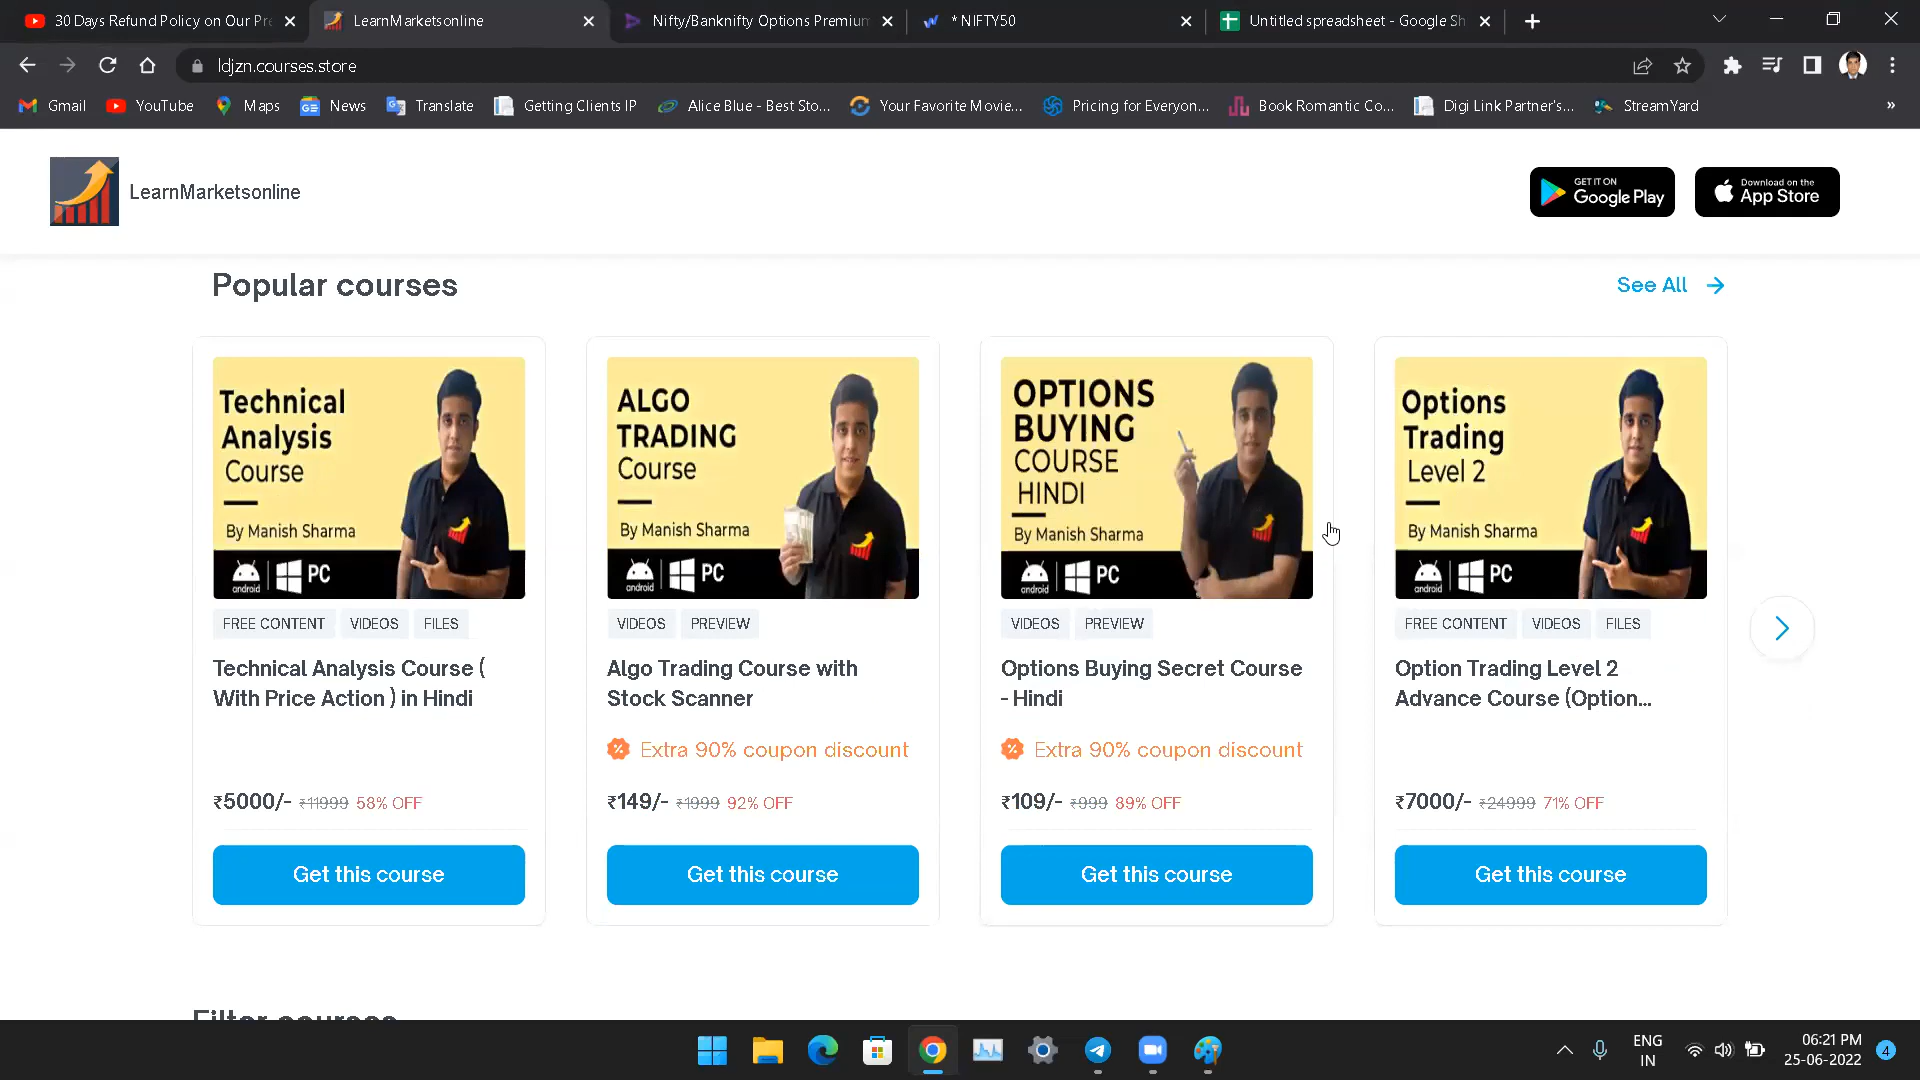 30 Days Refund Policy on Our Pre
LearnMarketsonline
Nifty/Banknifty Options Premium
* NIFTY50
Untitled spreadsheet - Google Sh
ldjzn.courses.store
Gmail
YouTube
Maps
News
Translate
Getting Clients IP
Alice Blue - Best Sto...
Your Favorite Movie...
Pricing for Everyon...
Book Romantic Co...
Digi Link Partner's...
StreamYard
»
LearnMarketsonline
GET IT ON
Google Play
Download on the
App Store
Popular courses
See All
Technical
Analysis
Course
By Manish Sharma
android
PC
FREE CONTENT
VIDEOS
FILES
Technical Analysis Course (
With Price Action ) in Hindi
₹5000/- ₹11999 58% OFF
Get this course
ALGO
TRADING
Course
By Manish Sharma
android
PC
VIDEOS
PREVIEW
Algo Trading Course with
Stock Scanner
Extra 90% coupon discount
₹149/- ₹1999 92% OFF
Get this course
OPTIONS
BUYING
COURSE
HINDI
By Manish Sharma
android
PC
VIDEOS
PREVIEW
Options Buying Secret Course
- Hindi
Extra 90% coupon discount
₹109/- ₹999 89% OFF
Get this course
Options
Trading
Level 2
By Manish Sharma
android
PC
FREE CONTENT
VIDEOS
FILES
Option Trading Level 2
Advance Course (Option...
₹7000/- ₹24999 71% OFF
Get this course
Filter courses
ENG
IN
06:21 PM
25-06-2022
4